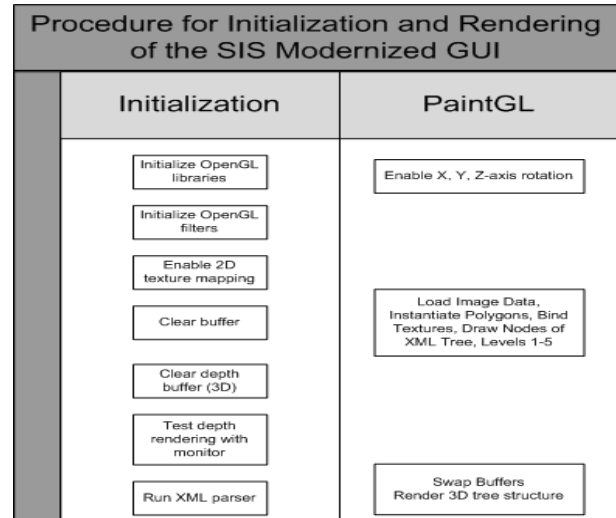 Procedure for Initialization and Rendering
of the SIS Modernized GUI
Initialization
PaintGL
Initialize OpenGL
libraries
Initialize OpenGL
filters
Enable 2D
texture mapping
Clear buffer
Clear depth
buffer (3D)
Test depth
rendering with
monitor
Run XML parser
Enable X, Y, Z-axis rotation
Load Image Data,
Instantiate Polygons, Bind
Textures, Draw Nodes of
XML Tree, Levels 1-5
Swap Buffers
Render 3D tree structure